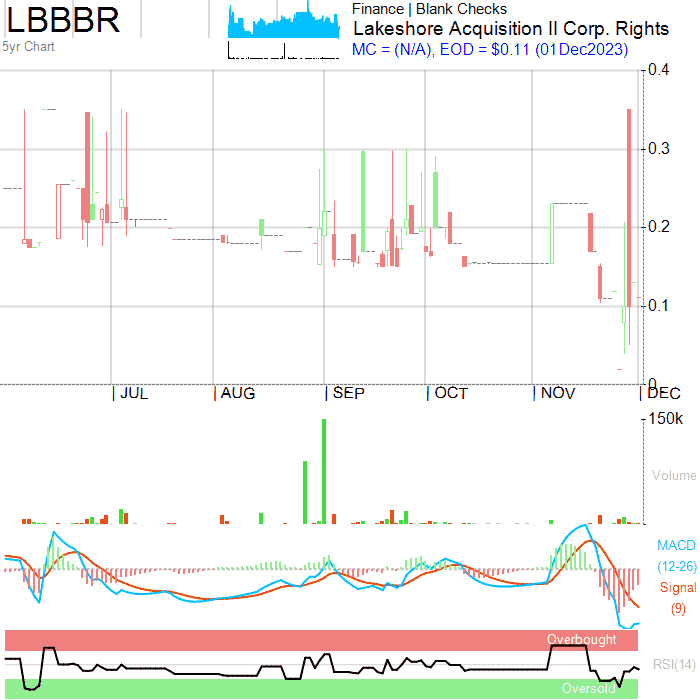 LBBBR
5yr Chart
Finance | Blank Checks
Lakeshore Acquisition II Corp. Rights
MC = (N/A), EOD = $0.11 (01Dec2023)
0.4
0.3
0.2
0.1
0
| JUL
| AUG
| SEP
| OCT
| NOV
| DEC
150k
Volume
MACD
(12-26)
Signal
(9)
Overbought
RSI(14)
Oversold